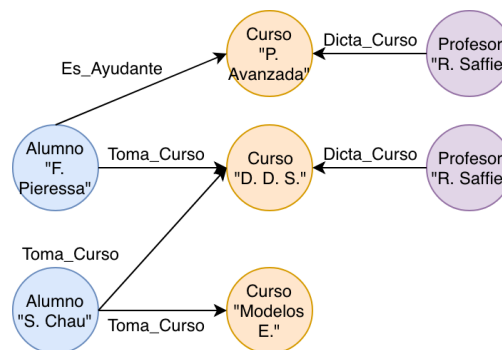 Curso
"P.
Avanzada"
Dicta_Curso
Profesor
"R. Saffie"
Es_Ayudante
Alumno
"F.
Pieressa"
Toma_Curso
Curso
"D. D. S."
Dicta_Curso
Profesor
"R. Saffie"
Toma_Curso
Alumno
"S. Chau"
Toma_Curso
Curso
"Modelos
E."